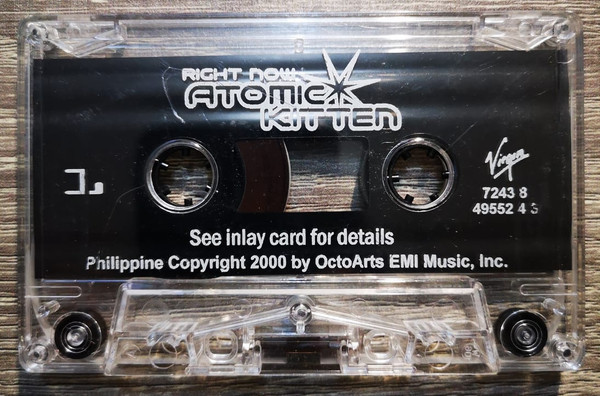 RIGHT NOW
ATOMIC
KITTEN
Virgin
7243 8
49552 4 3
See inlay card for details
Philippine Copyright 2000 by OctoArts EMI Music, Inc.